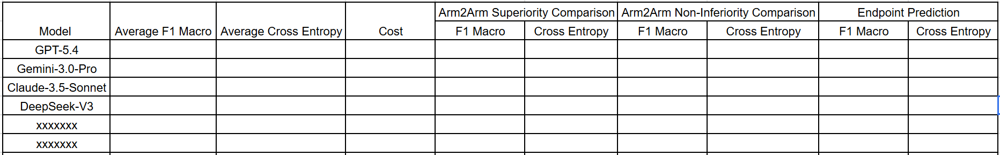 Arm2Arm Superiority Comparison Arm2Arm Non-Inferiority Comparison Endpoint Prediction
Model Average F1 Macro Average Cross Entropy Cost F1 Macro Cross Entropy F1 Macro Cross Entropy F1 Macro Cross Entropy
GPT-5.4
Gemini-3.0-Pro
Claude-3.5-Sonnet
DeepSeek-V3
xxxxxxx
xxxxxxx